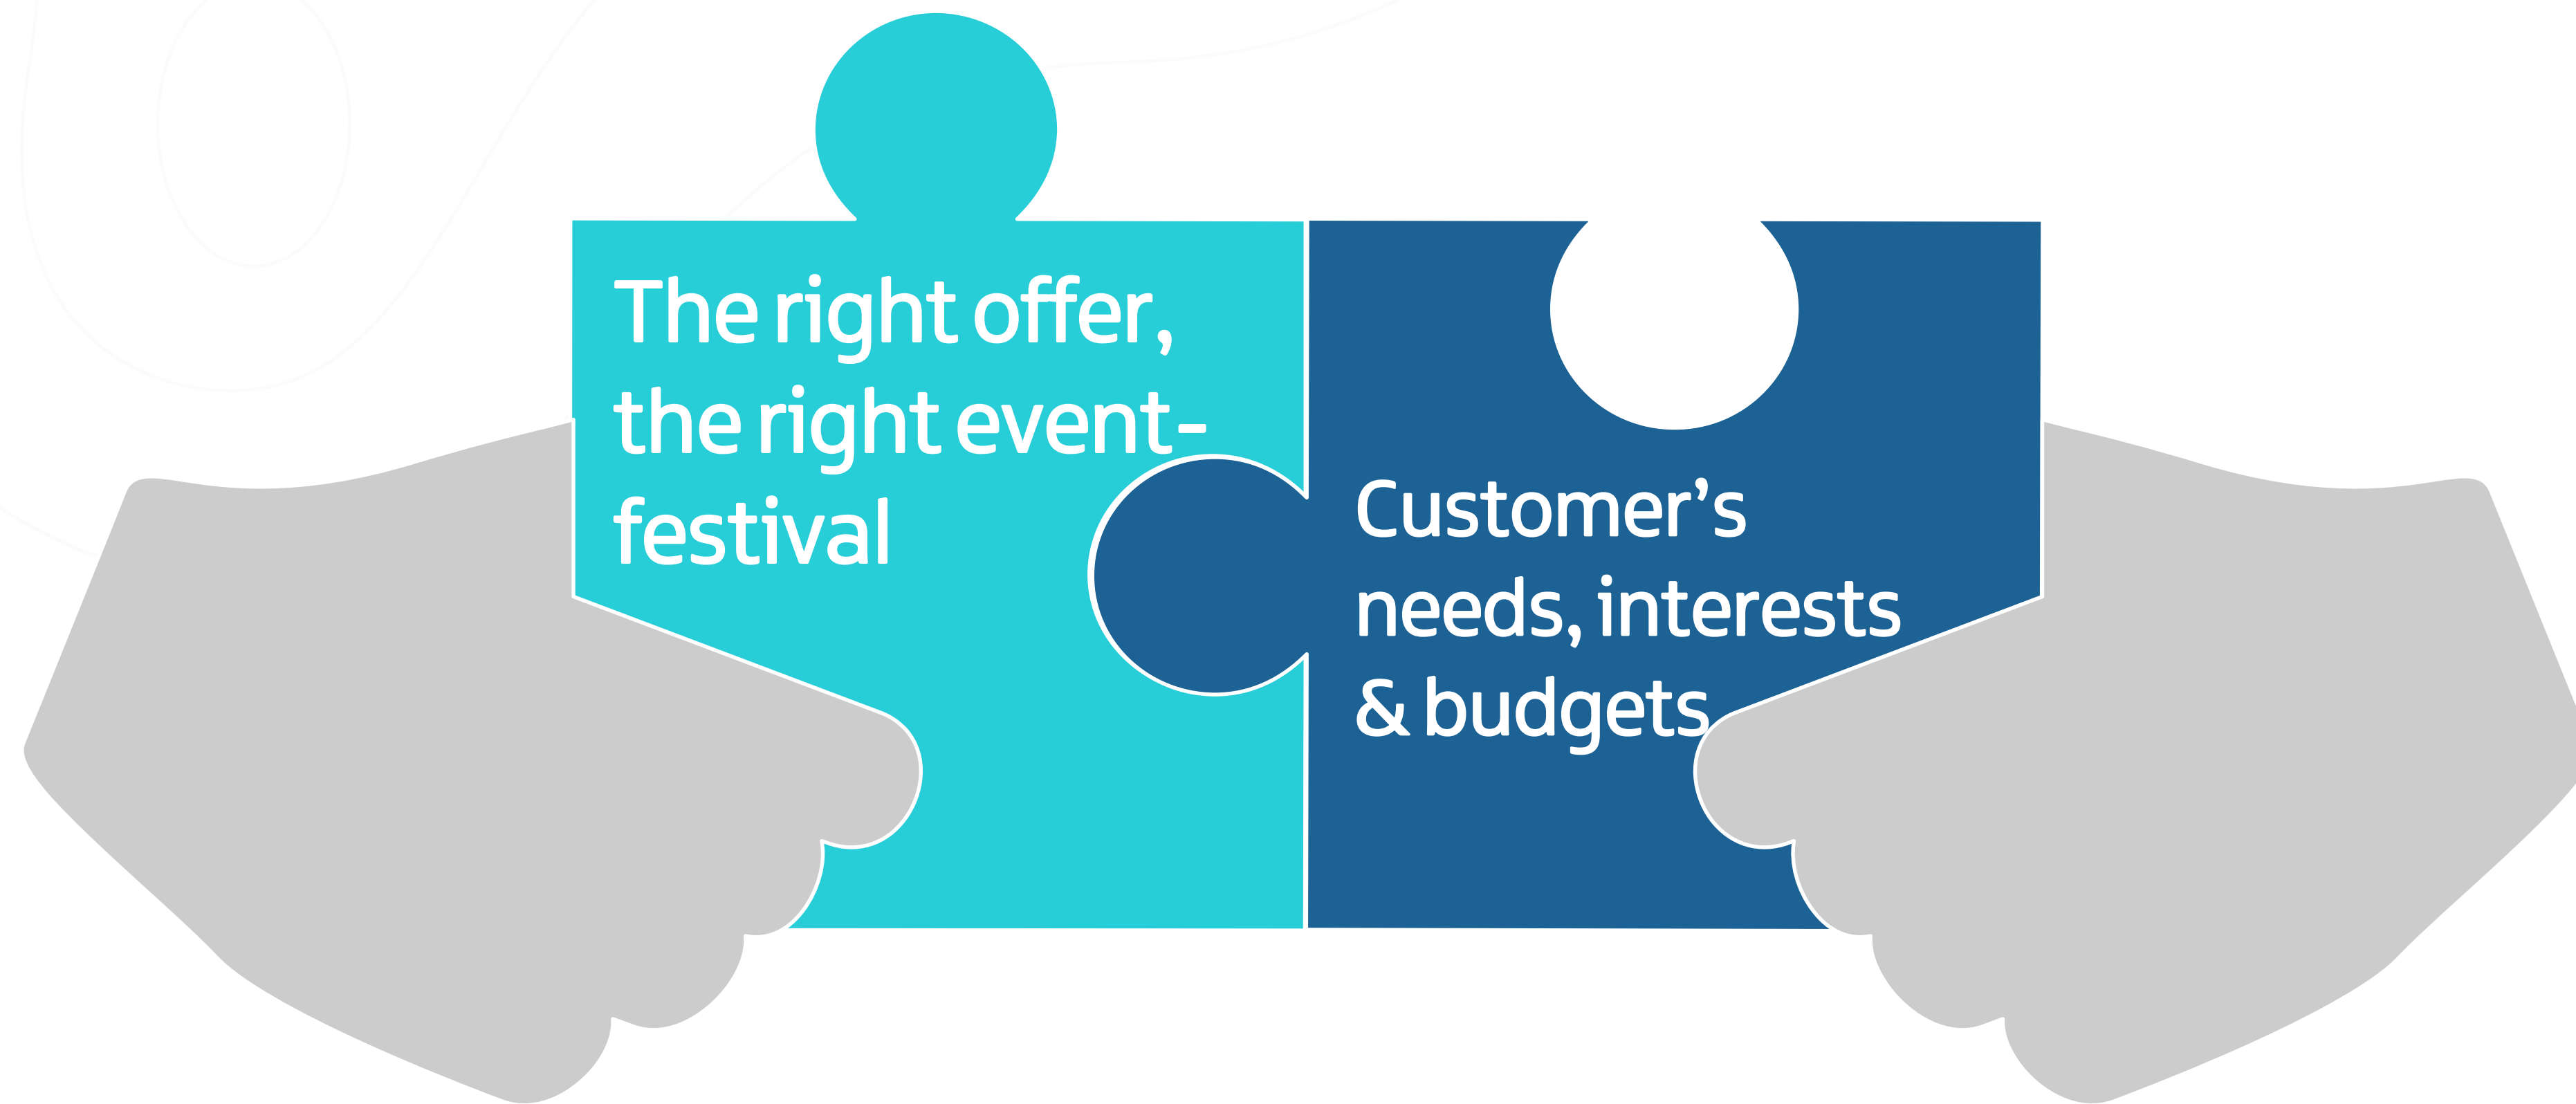 The right offer,
the right event-
festival
Customer’s
needs, interests
& budgets